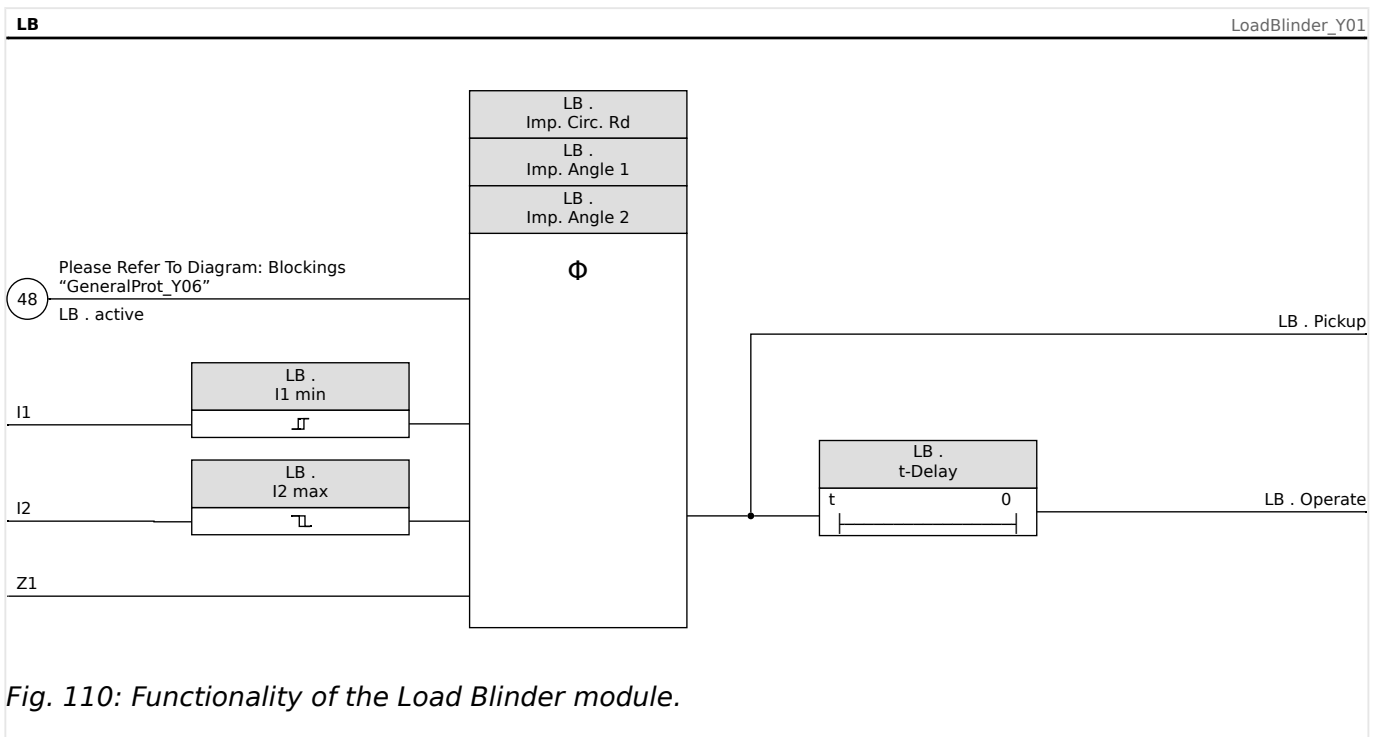 LB
LoadBlinder_Y01
LB .
Imp. Circ. Rd
LB .
Imp. Angle 1
LB .
Imp. Angle 2
Φ
Please Refer To Diagram: Blockings
“GeneralProt_Y06”
48
LB . active
LB . Pickup
LB .
I1 min
I1
LB .
I2 max
I2
LB .
t-Delay
t 0
LB . Operate
Z1
Fig. 110: Functionality of the Load Blinder module.